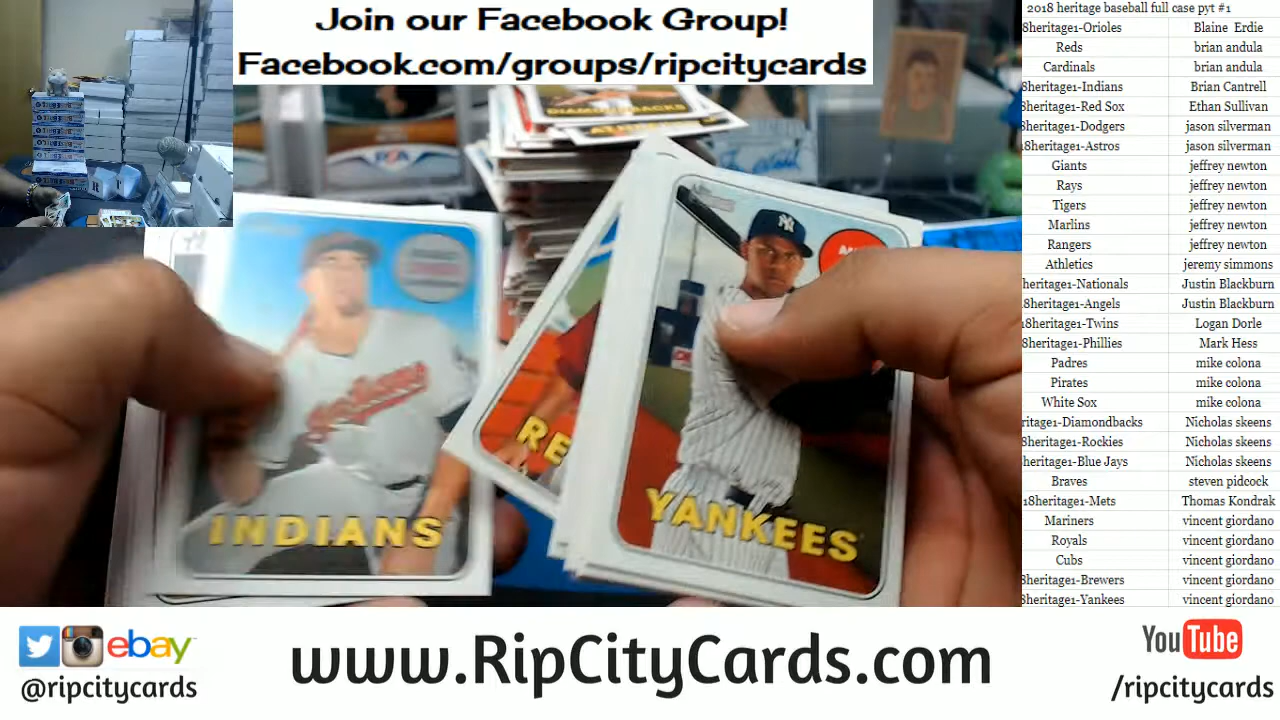 Join our Facebook Group!
Facebook.com/groups/ripcitycards
2018 heritage baseball full case pyt #1
8heritage1-Orioles Blaine Erdie
Reds brian andula
Cardinals brian andula
8heritage1-Indians Brian Cantrell
8heritage1-Red Sox Ethan Sullivan
8heritage1-Dodgers jason silverman
18heritage1-Astros jason silverman
Giants jeffrey newton
Rays jeffrey newton
Tigers jeffrey newton
Marlins jeffrey newton
Rangers jeffrey newton
Athletics jeremy simmons
heritage1-Nationals Justin Blackburn
8heritage1-Angels Justin Blackburn
18heritage1-Twins Logan Dorle
8heritage1-Phillies Mark Hess
Padres mike colona
Pirates mike colona
White Sox mike colona
ritage1-Diamondbacks Nicholas skeens
8heritage1-Rockies Nicholas skeens
heritage1-Blue Jays Nicholas skeens
Braves steven pidcock
18heritage1-Mets Thomas Kondrak
Mariners vincent giordano
Royals vincent giordano
Cubs vincent giordano
8heritage1-Brewers vincent giordano
8heritage1-Yankees vincent giordano
DIAMONDBACKS
PSA
Indians
INDIANS
RE
NY
YANKEES
ebay
@ripcitycards
www.RipCityCards.com
YouTube
/ripcitycards